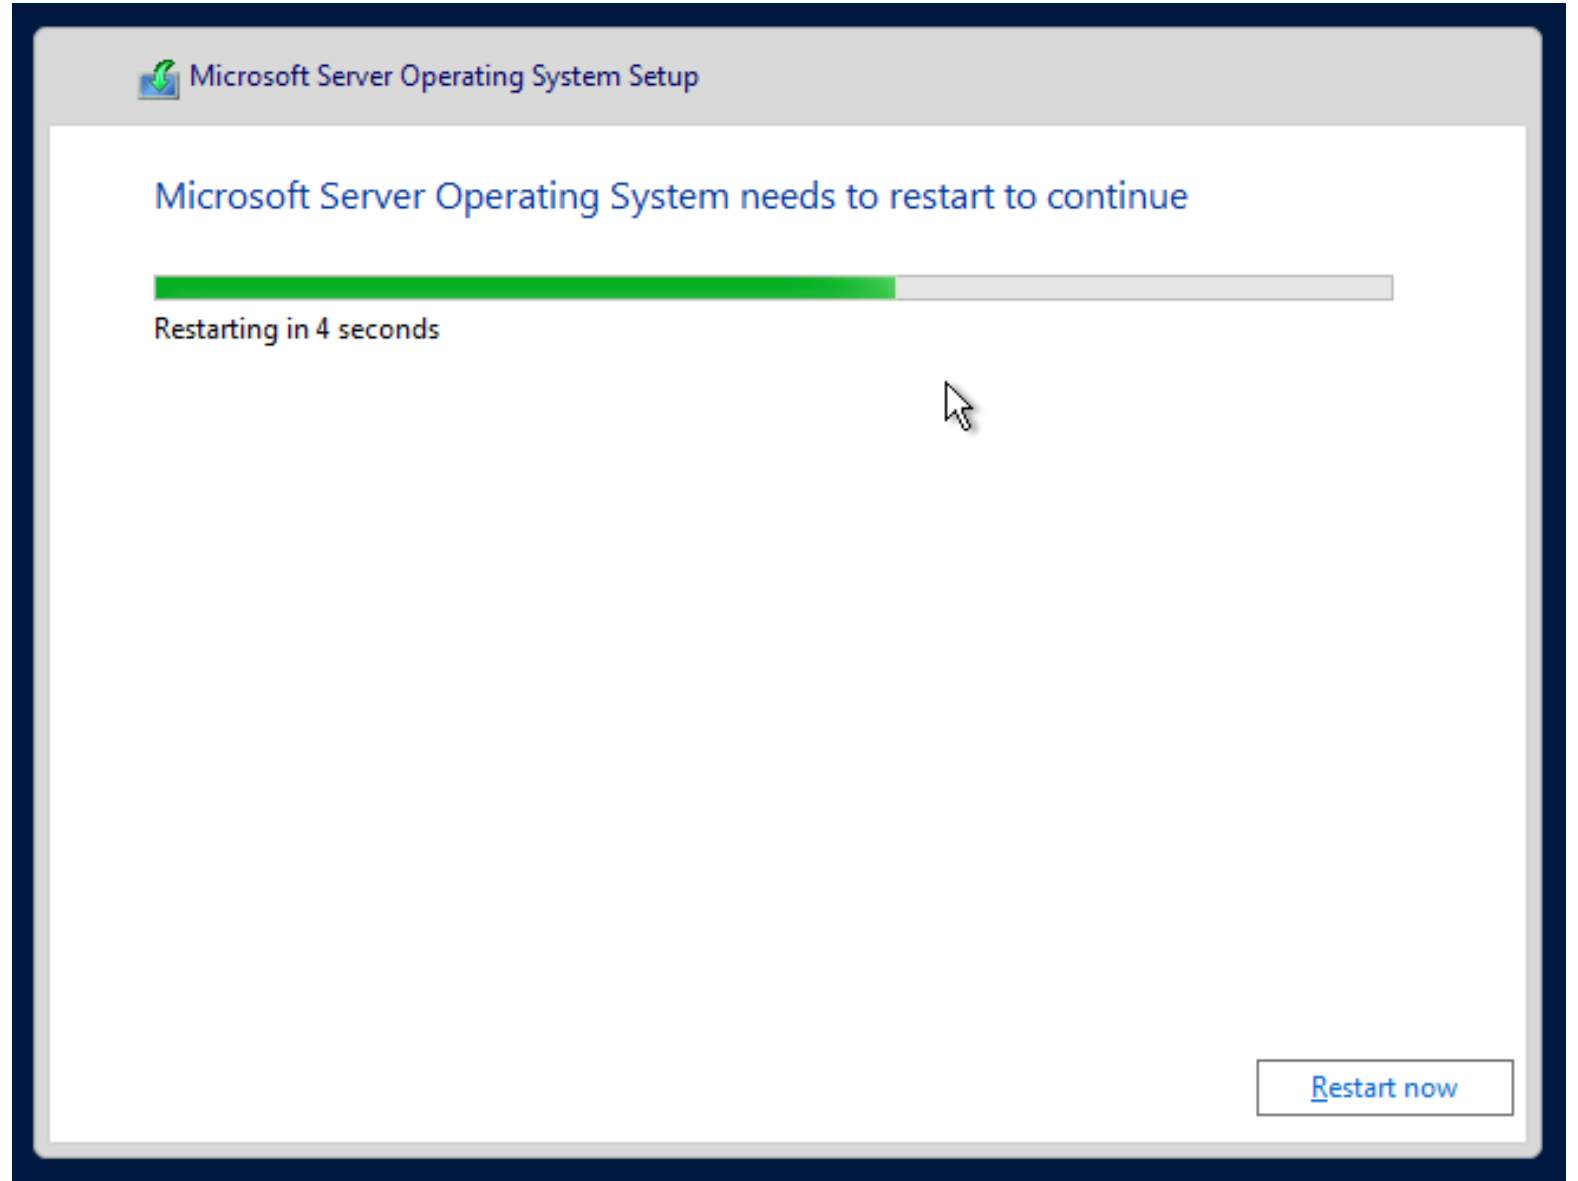 Microsoft Server Operating System Setup
Microsoft Server Operating System needs to restart to continue
Restarting in 4 seconds
Restart now